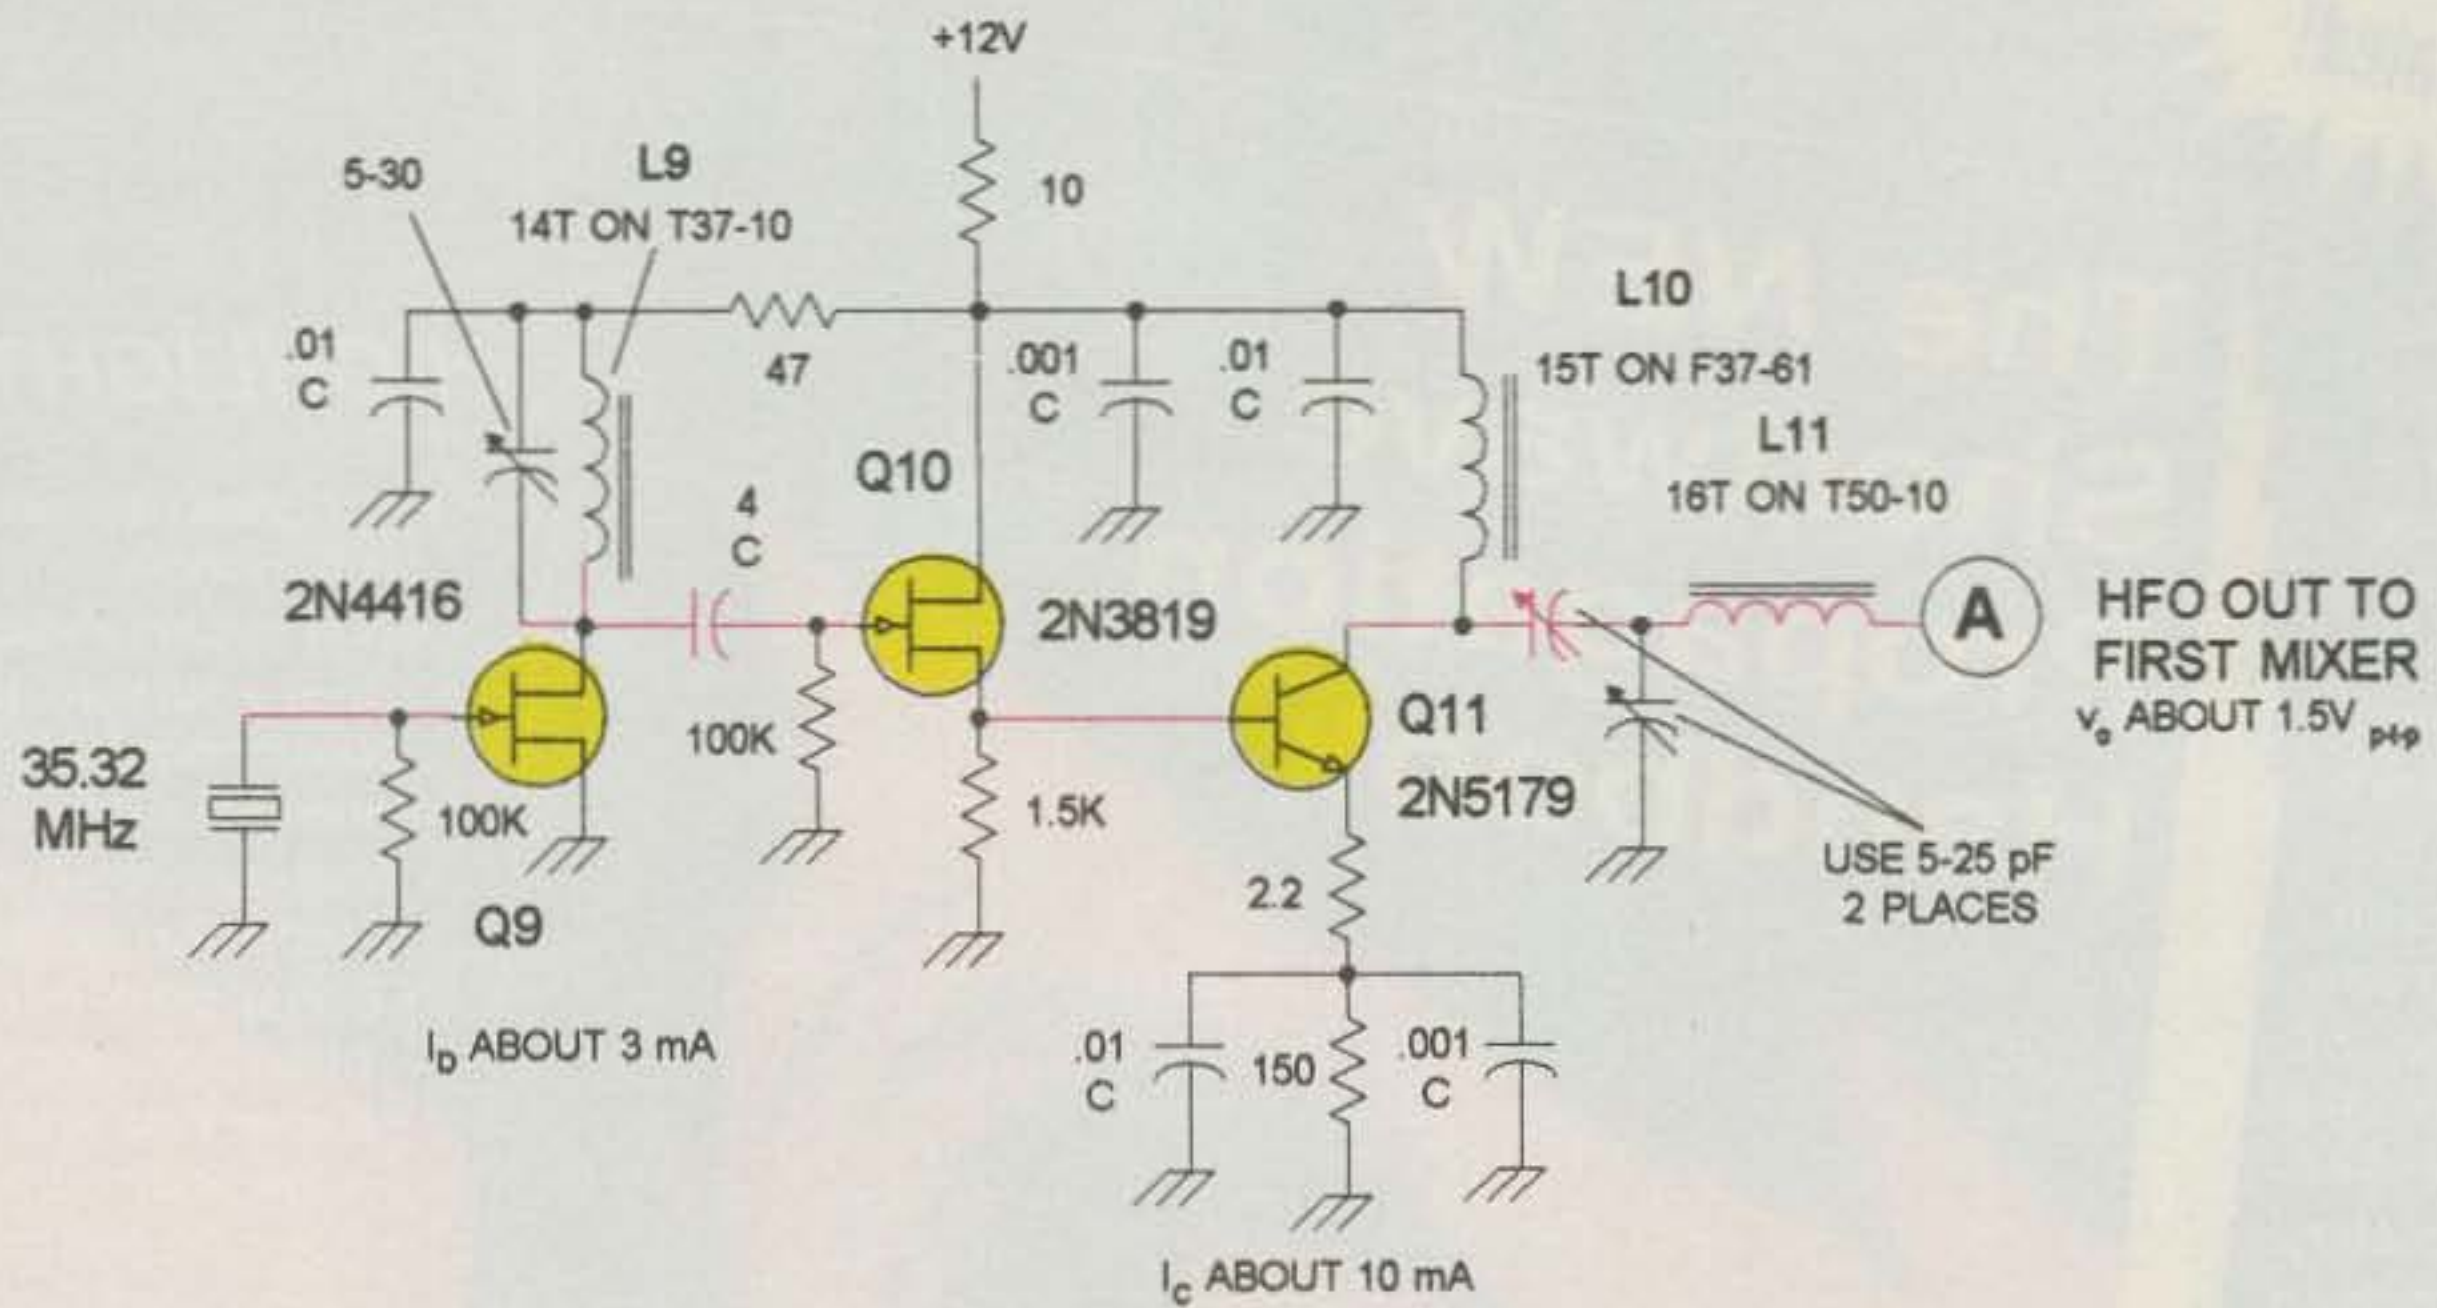 +12V
5-30
L9
14T ON T37-10
10
.01
C
47
.001
C
.01
C
L10
15T ON F37-61
L11
16T ON T50-10
Q10
4
C
2N4416
2N3819
A
HFO OUT TO
FIRST MIXER
vo ABOUT 1.5V p-p
35.32
MHz
100K
100K
Q9
1.5K
Q11
2N5179
2.2
USE 5-25 pF
2 PLACES
ID ABOUT 3 mA
.01
C
150
.001
C
IC ABOUT 10 mA